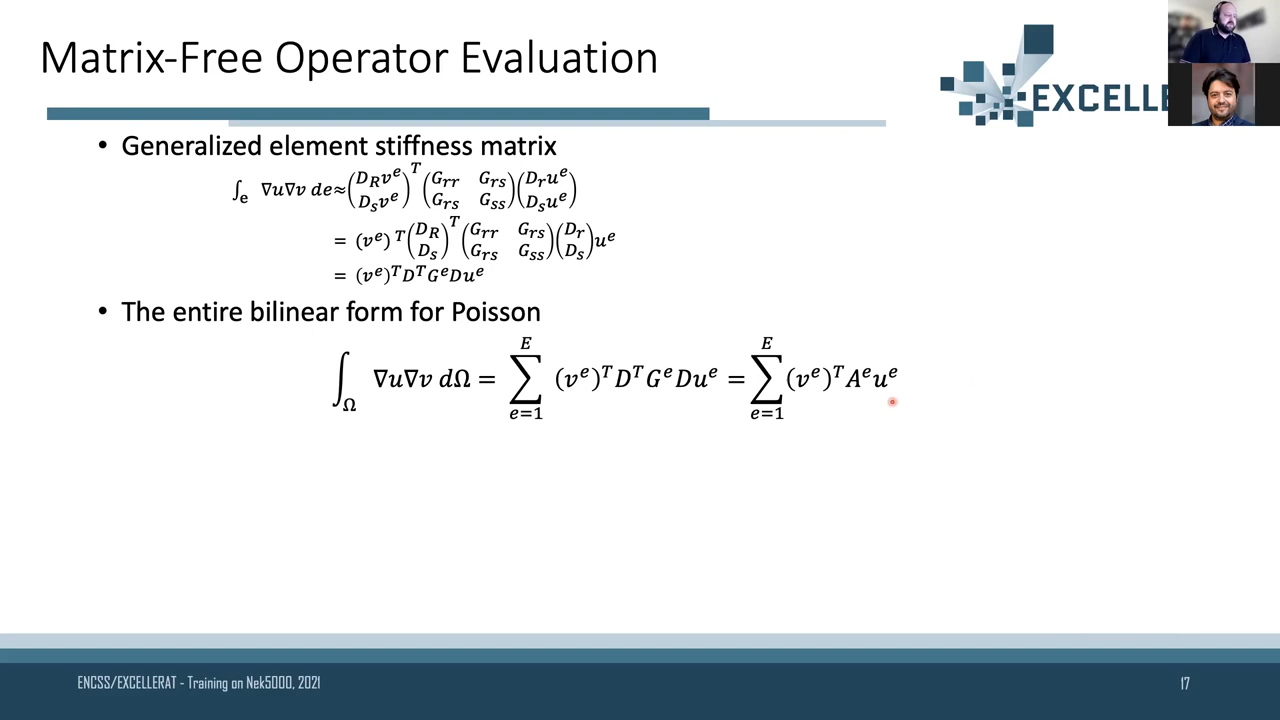 Matrix-Free Operator Evaluation
EXCELLE
• Generalized element stiffness matrix
∫ₑ ∇u∇v de≈ (D_R v^e; D_s v^e)^T (G_rr G_rs; G_rs G_ss) (D_r u^e; D_s u^e)
= (v^e)^T (D_R; D_s)^T (G_rr G_rs; G_rs G_ss) (D_r; D_s) u^e
= (v^e)^T D^T G^e D u^e
• The entire bilinear form for Poisson
∫_Ω ∇u∇v dΩ = ∑_{e=1}^{E} (v^e)^T D^T G^e D u^e = ∑_{e=1}^{E} (v^e)^T A^e u^e
ENCSS/EXCELLERAT - Training on Nek5000, 2021
17